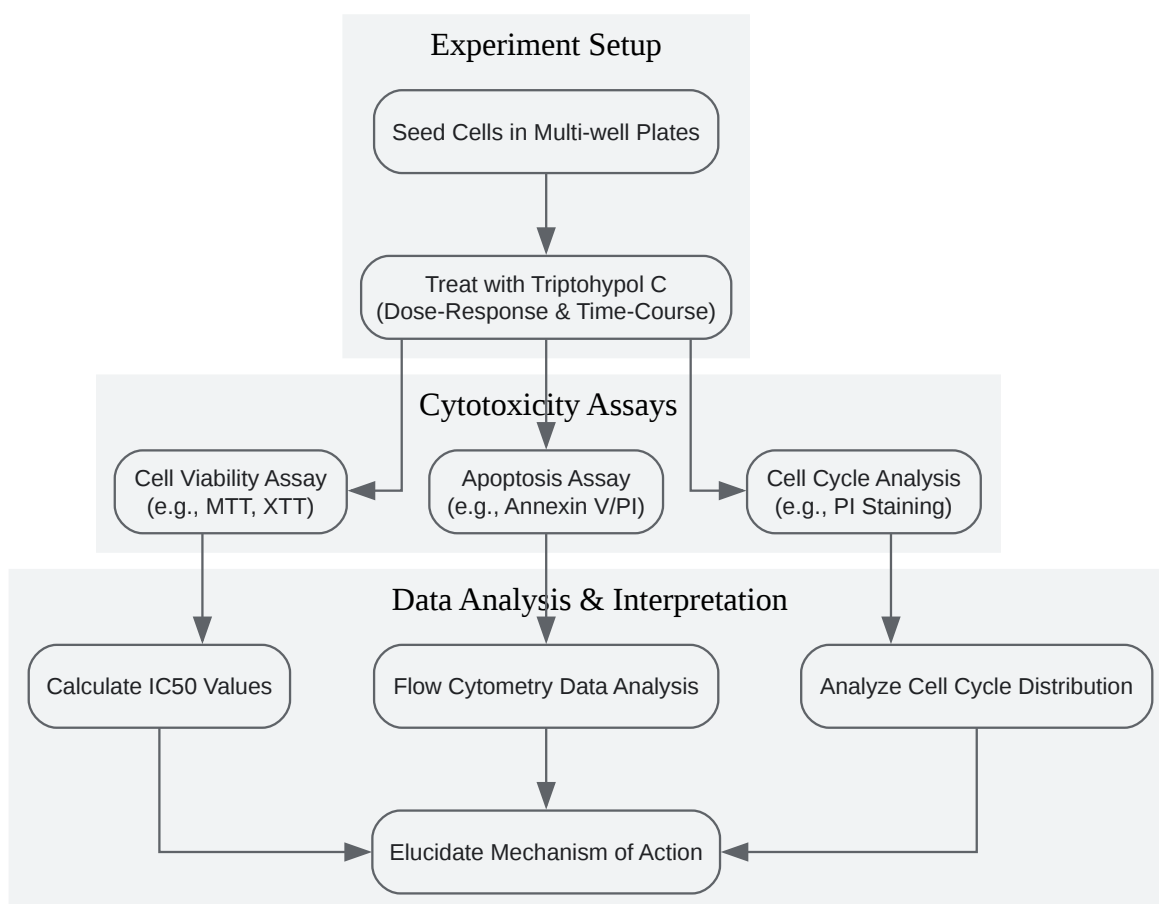 Experiment Setup
Seed Cells in Multi-well Plates
Treat with Triptohypol C
(Dose-Response & Time-Course)
Cytotoxicity Assays
Cell Viability Assay
(e.g., MTT, XTT)
Apoptosis Assay
(e.g., Annexin V/PI)
Cell Cycle Analysis
(e.g., PI Staining)
Data Analysis & Interpretation
Calculate IC50 Values
Flow Cytometry Data Analysis
Analyze Cell Cycle Distribution
Elucidate Mechanism of Action